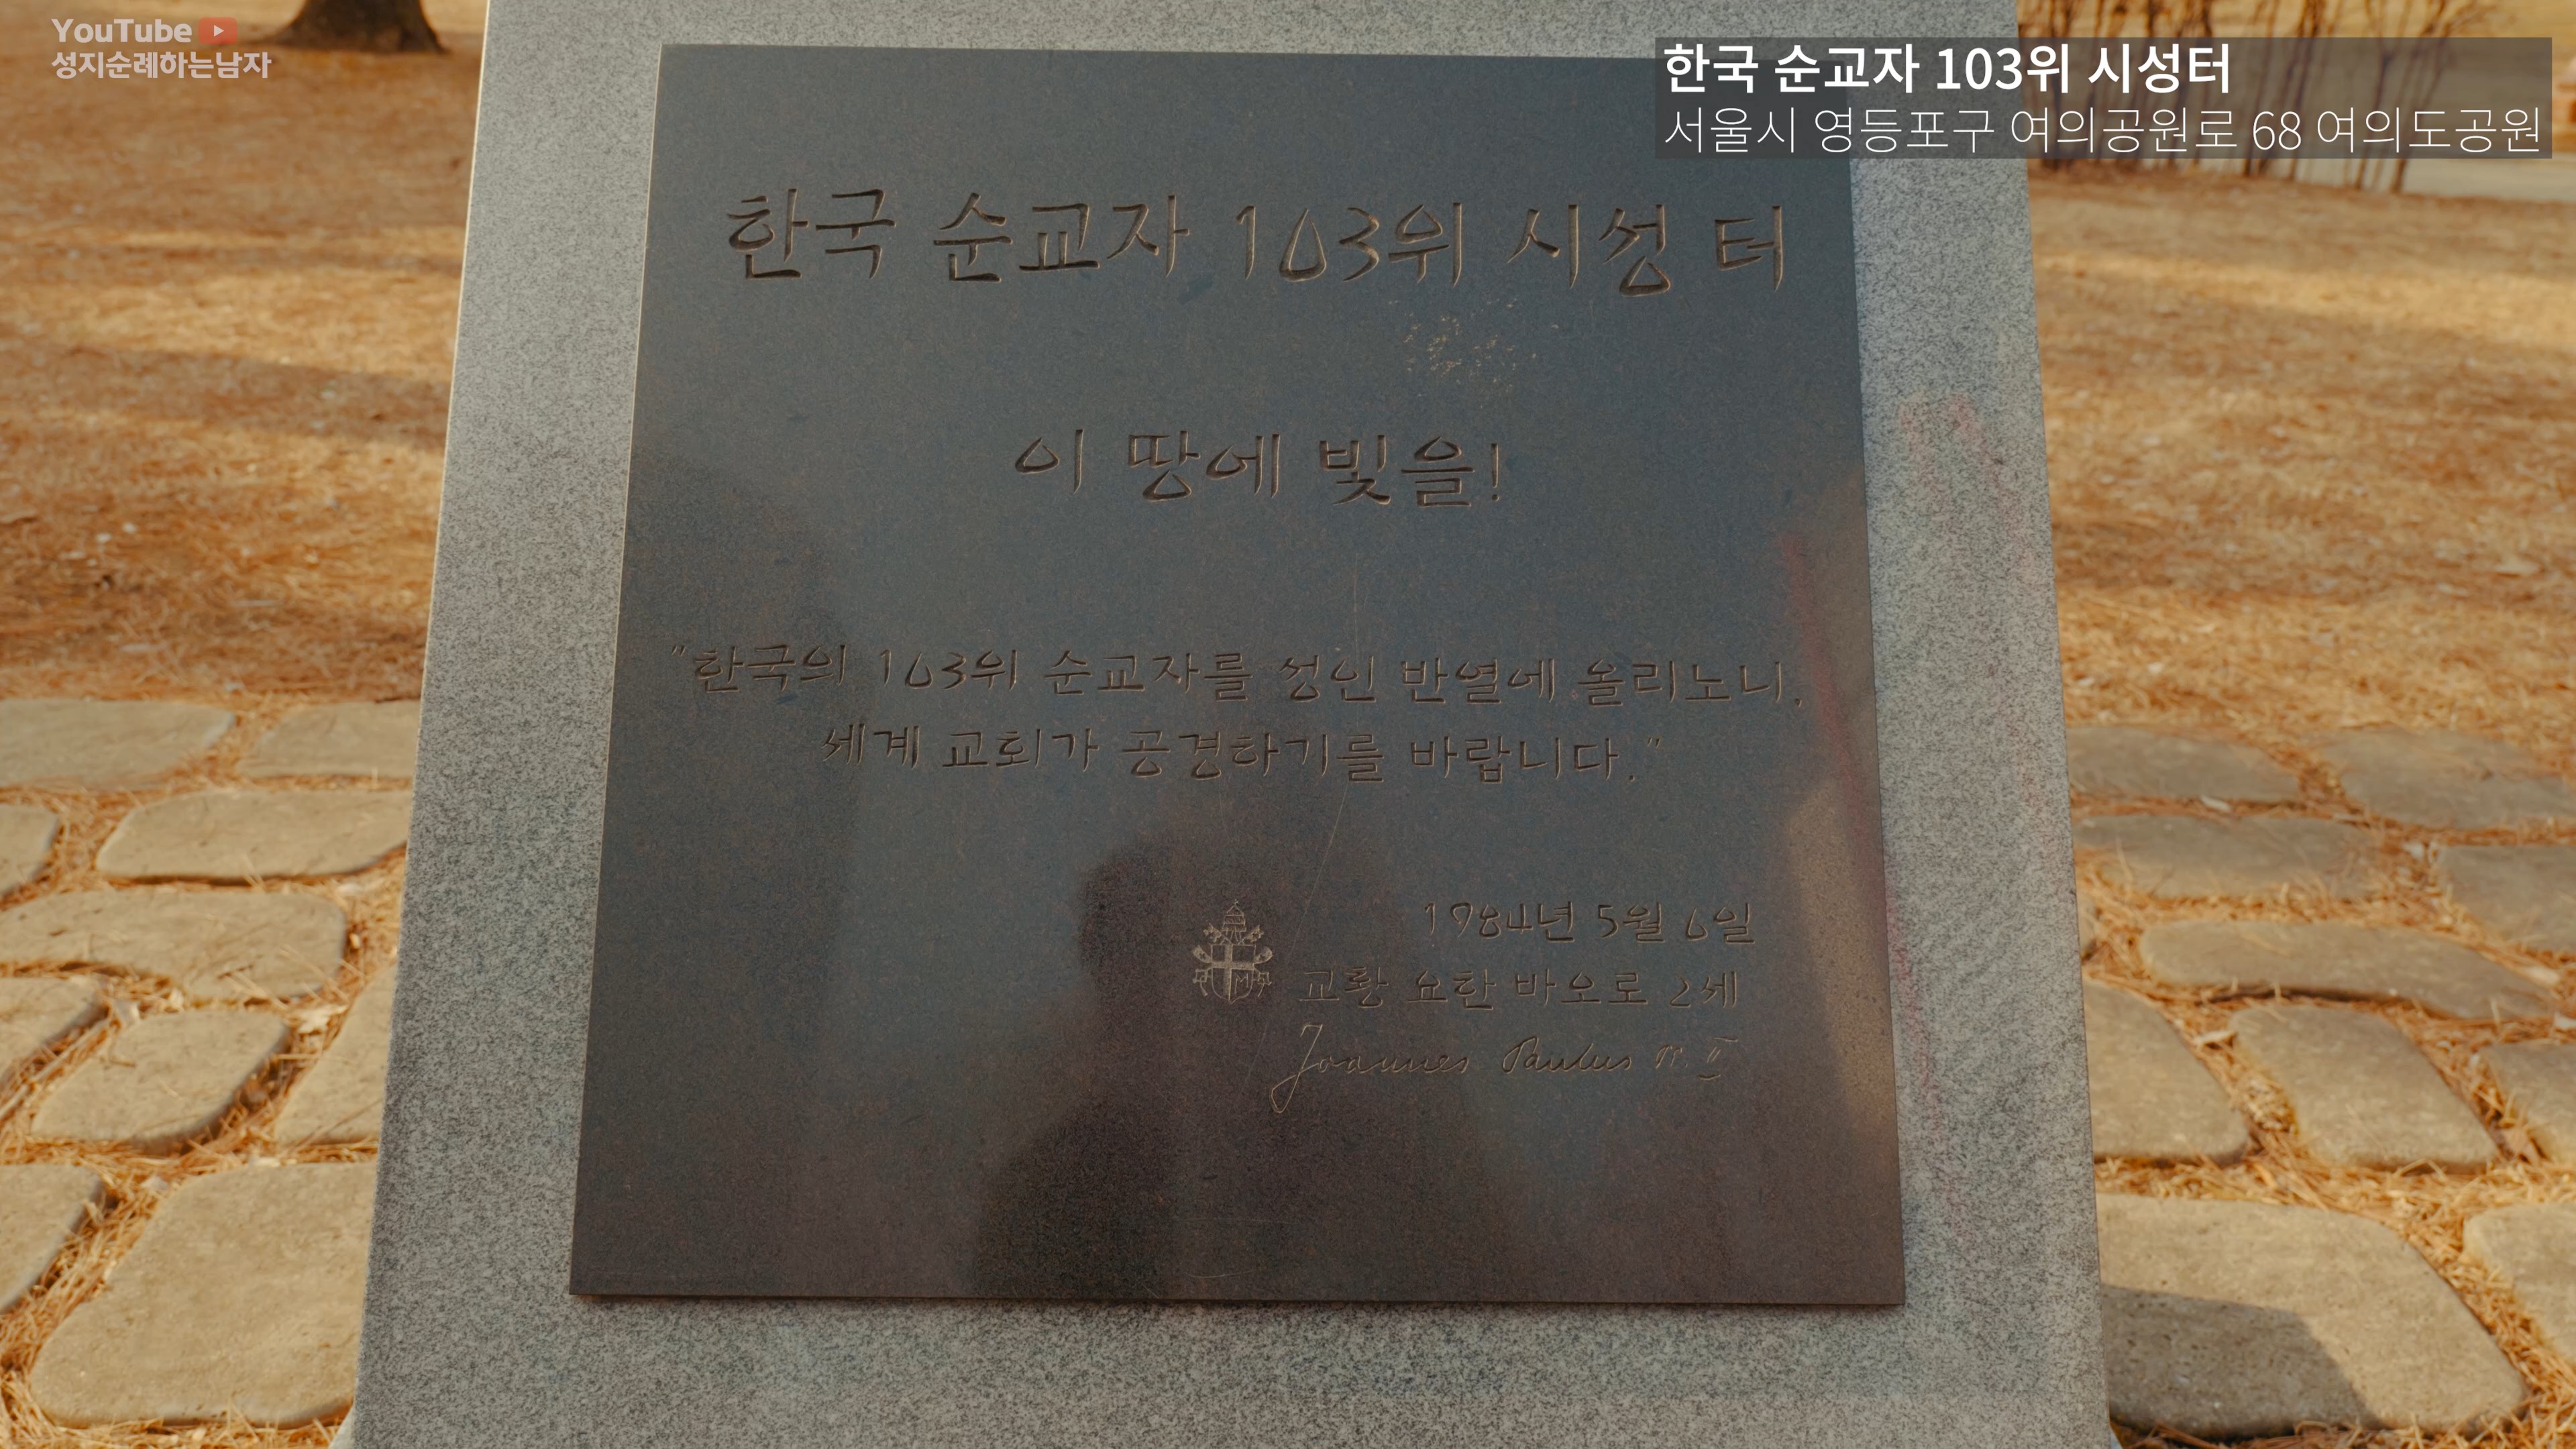 YouTube
성지순례하는남자
한국 순교자 103위 시성터
서울시 영등포구 여의공원로 68 여의도공원
한국 순교자 103위 시성 터
이 땅에 빛을!
"한국의 103위 순교자를 성인 반열에 올리노니,
세계 교회가 공경하기를 바랍니다."
1984년 5월 6일
교황 요한 바오로 2세
Joannes Paulus PP. II